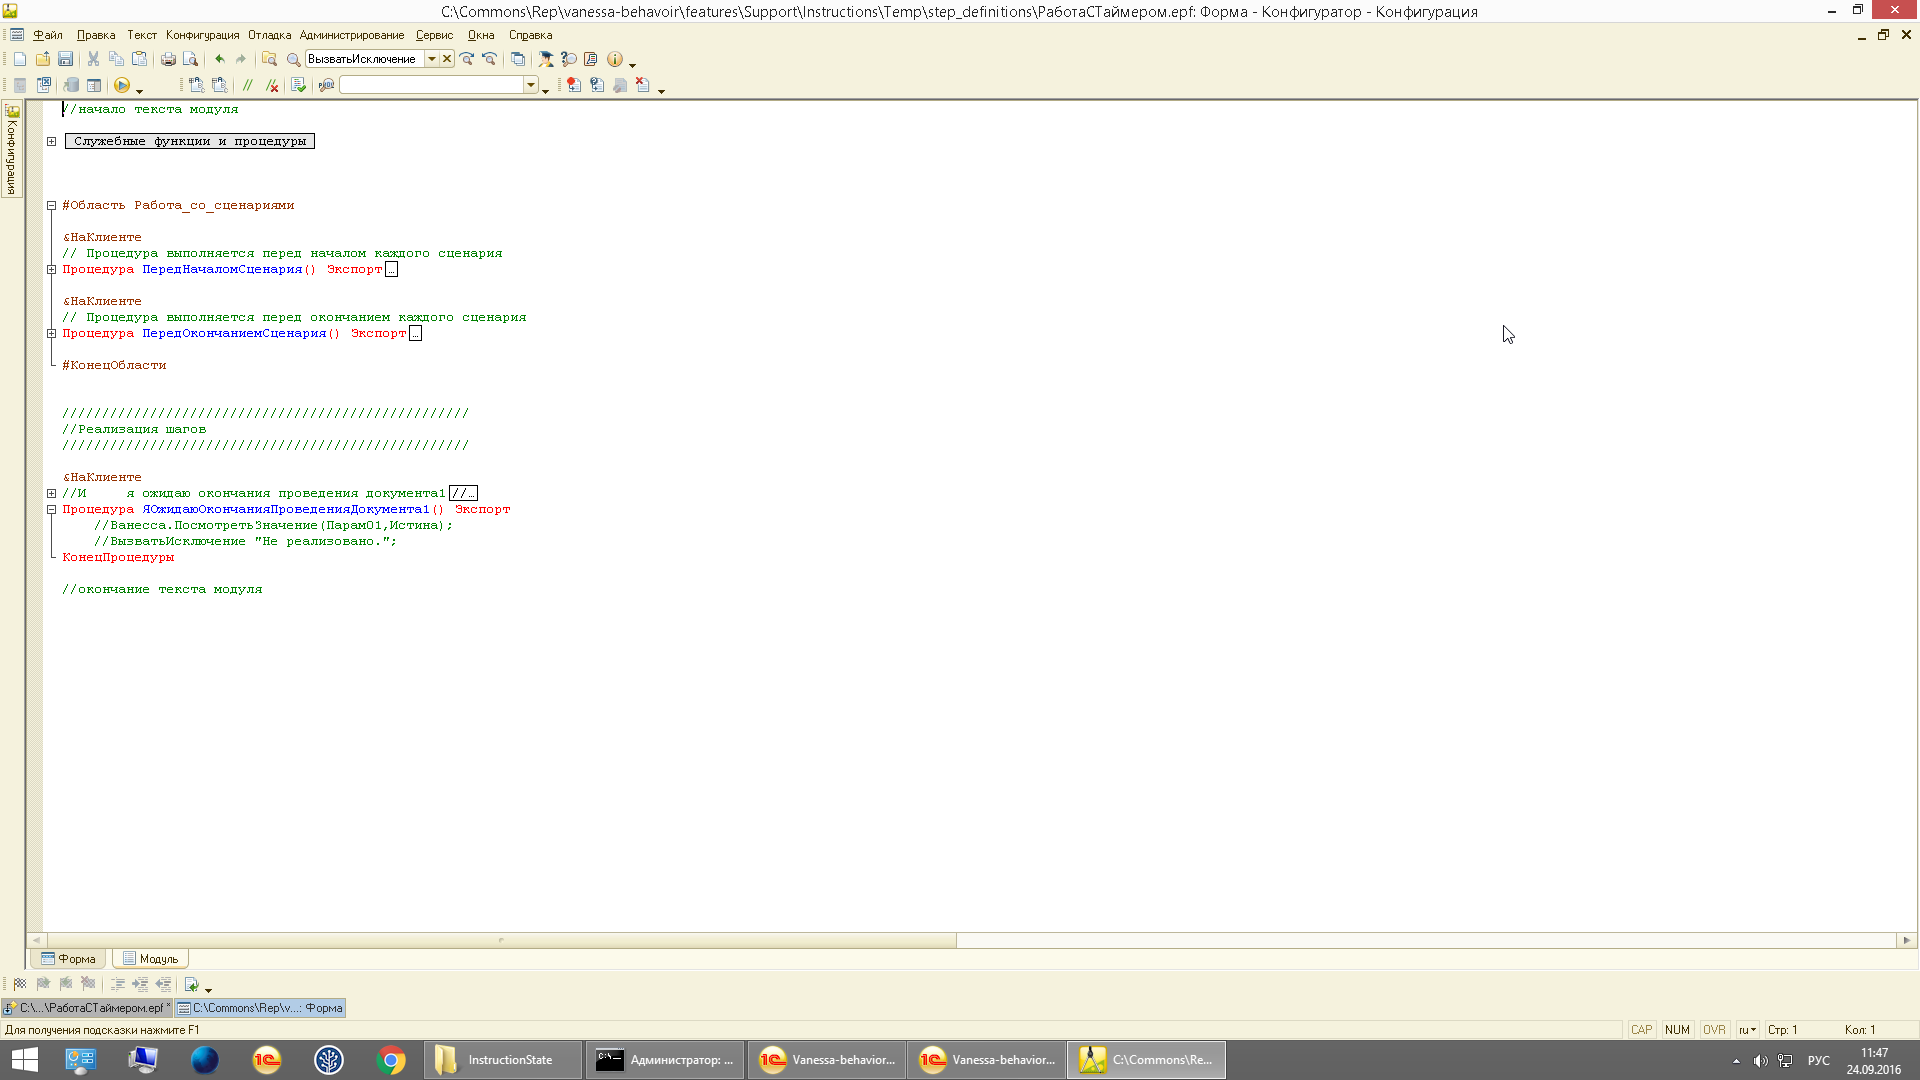 C:\Commons\Rep\vanessa-behavoir\features\Support\Instructions\Temp\step_definitions\РаботаСТаймером.epf: Форма - Конфигуратор - Конфигурация
Файл Правка Текст Конфигурация Отладка Администрирование Сервис Окна Справка
ВызватьИсключение
Конфигурация
//начало текста модуля
Служебные функции и процедуры
#Область Работа_со_сценариями
&НаКлиенте
// Процедура выполняется перед началом каждого сценария
Процедура ПередНачаломСценария() Экспорт ...
&НаКлиенте
// Процедура выполняется перед окончанием каждого сценария
Процедура ПередОкончаниемСценария() Экспорт ...
#КонецОбласти
///////////////////////////////////////////////////
//Реализация шагов
///////////////////////////////////////////////////
&НаКлиенте
//И     я ожидаю окончания проведения документа1 //...
Процедура ЯОжидаюОкончанияПроведенияДокумента1() Экспорт
//Ванесса.ПосмотретьЗначение(Парам01,Истина);
//ВызватьИсключение "Не реализовано.";
КонецПроцедуры
//окончание текста модуля
Форма Модуль
C:\...\РаботаСТаймером.epf * C:\Commons\Rep\v...: Форма
Для получения подсказки нажмите F1 CAP NUM OVR ru Стр: 1 Кол: 1
InstructionState Администратор: ... Vanessa-behavior... Vanessa-behavior... C:\Commons\Re... РУС 11:47
24.09.2016